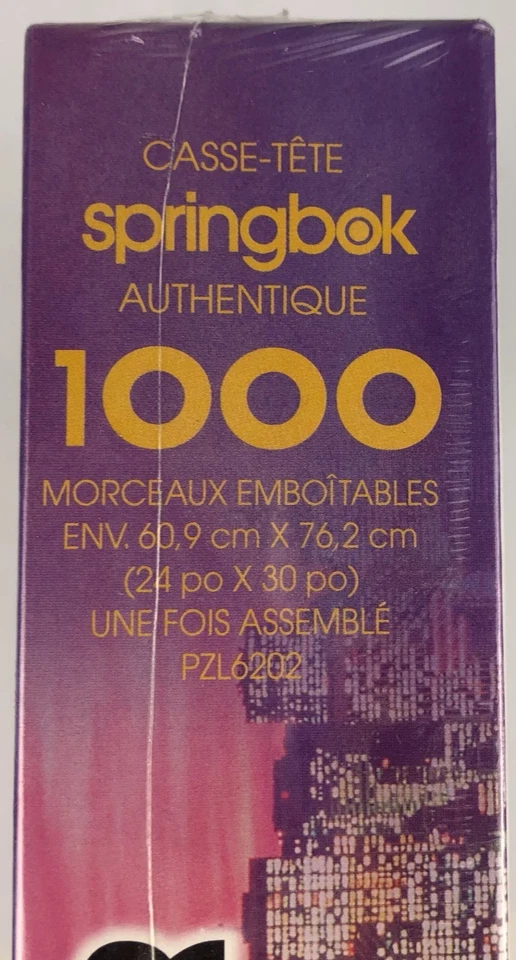 CASSE-TÊTE
springbok
AUTHENTIQUE
1000
MORCEAUX EMBOÎTABLES
ENV. 60,9 cm X 76,2 cm
(24 po X 30 po)
UNE FOIS ASSEMBLÉ
PZL6202